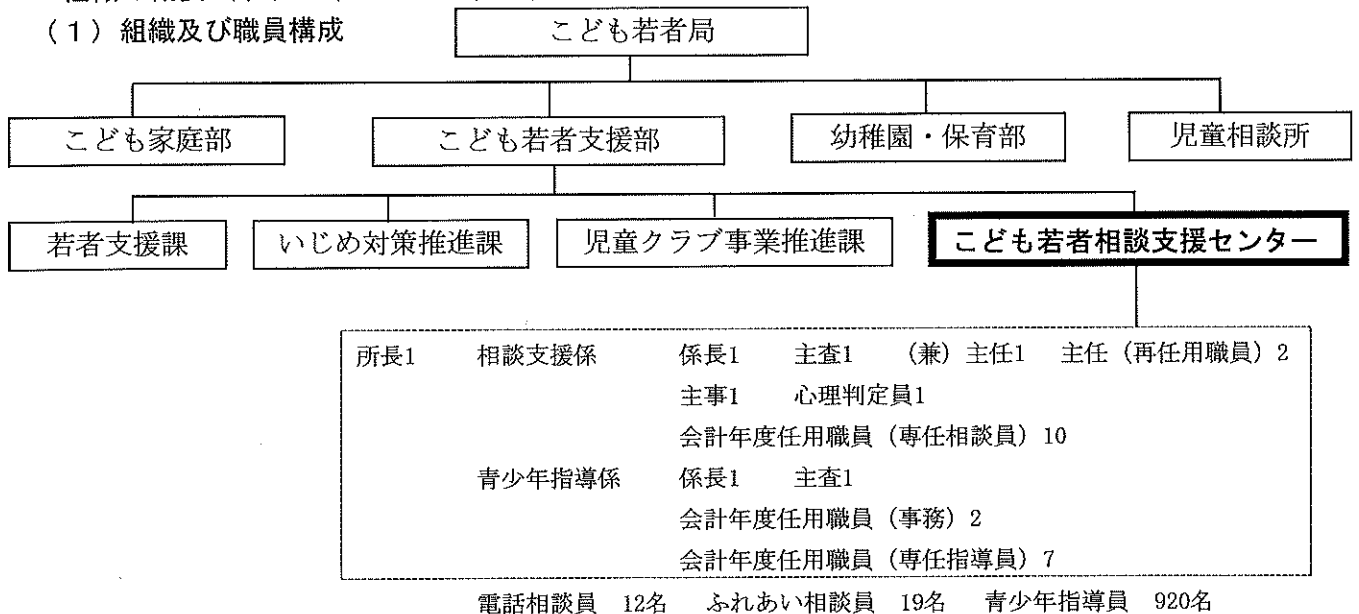 （１）組織及び職員構成
こども若者局
こども家庭部　こども若者支援部　幼稚園・保育部　児童相談所
若者支援課　いじめ対策推進課　児童クラブ事業推進課　こども若者相談支援センター
所長1　相談支援係　係長1　主査1　（兼）主任1　主任（再任用職員）2
主事1　心理判定員1
会計年度任用職員（専任相談員）10
青少年指導係　係長1　主査1
会計年度任用職員（事務）2
会計年度任用職員（専任指導員）7
電話相談員　12名　ふれあい相談員　19名　青少年指導員　920名